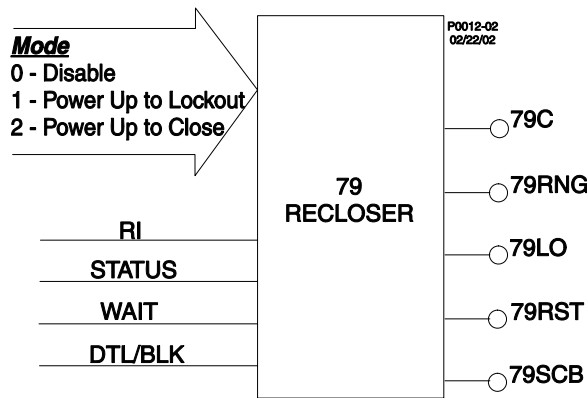 P0012-02
02/22/02
Mode
0 - Disable
1 - Power Up to Lockout
2 - Power Up to Close
79
RECLOSER
RI
STATUS
WAIT
DTL/BLK
79C
79RNG
79LO
79RST
79SCB